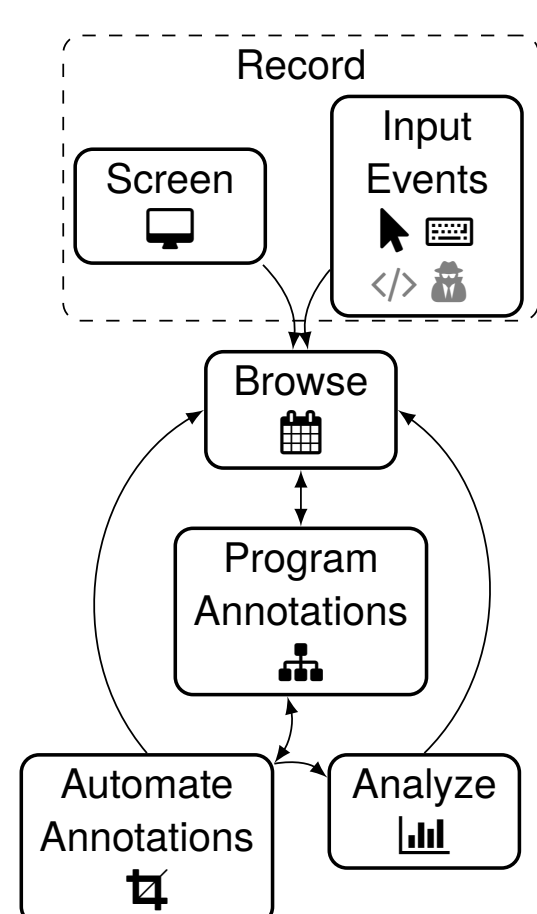 Record
Screen
Input
Events
</>
Browse
Program
Annotations
Automate
Annotations
Analyze